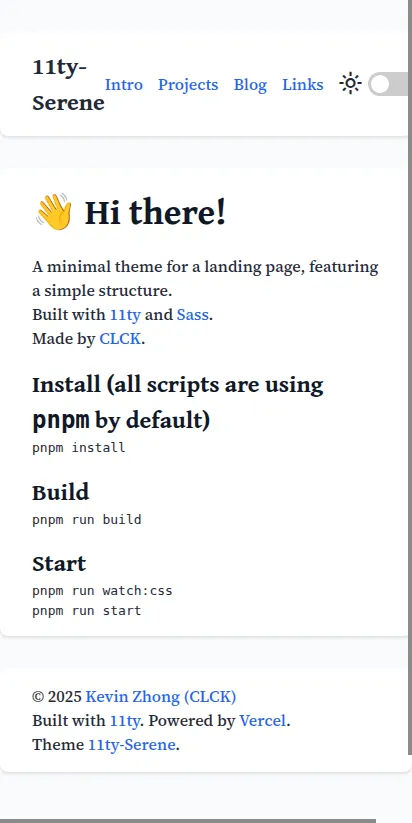 11ty-
Serene
Intro Projects Blog Links
👋 Hi there!
A minimal theme for a landing page, featuring
a simple structure.
Built with 11ty and Sass.
Made by CLCK.
Install (all scripts are using
pnpm by default)
pnpm install
Build
pnpm run build
Start
pnpm run watch:css
pnpm run start
© 2025 Kevin Zhong (CLCK)
Built with 11ty. Powered by Vercel.
Theme 11ty-Serene.